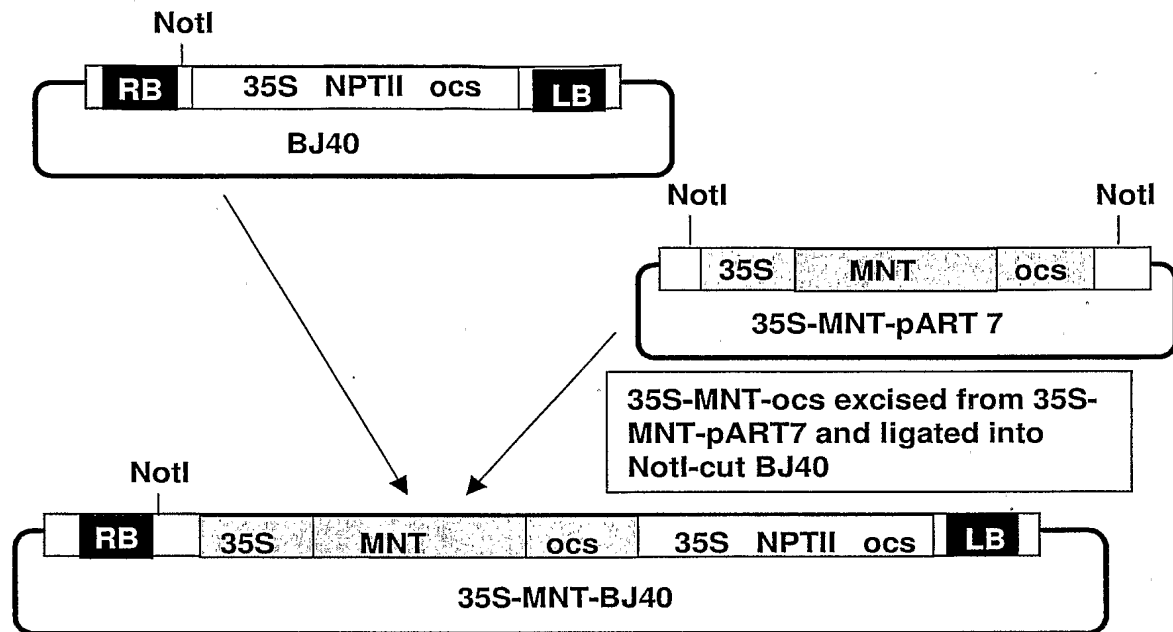 NotI
RB 35S NPTII ocs LB
BJ40
NotI NotI
35S MNT ocs
35S-MNT-pART 7
35S-MNT-ocs excised from 35S-
MNT-pART7 and ligated into
NotI-cut BJ40
NotI
RB 35S MNT ocs 35S NPTII ocs LB
35S-MNT-BJ40